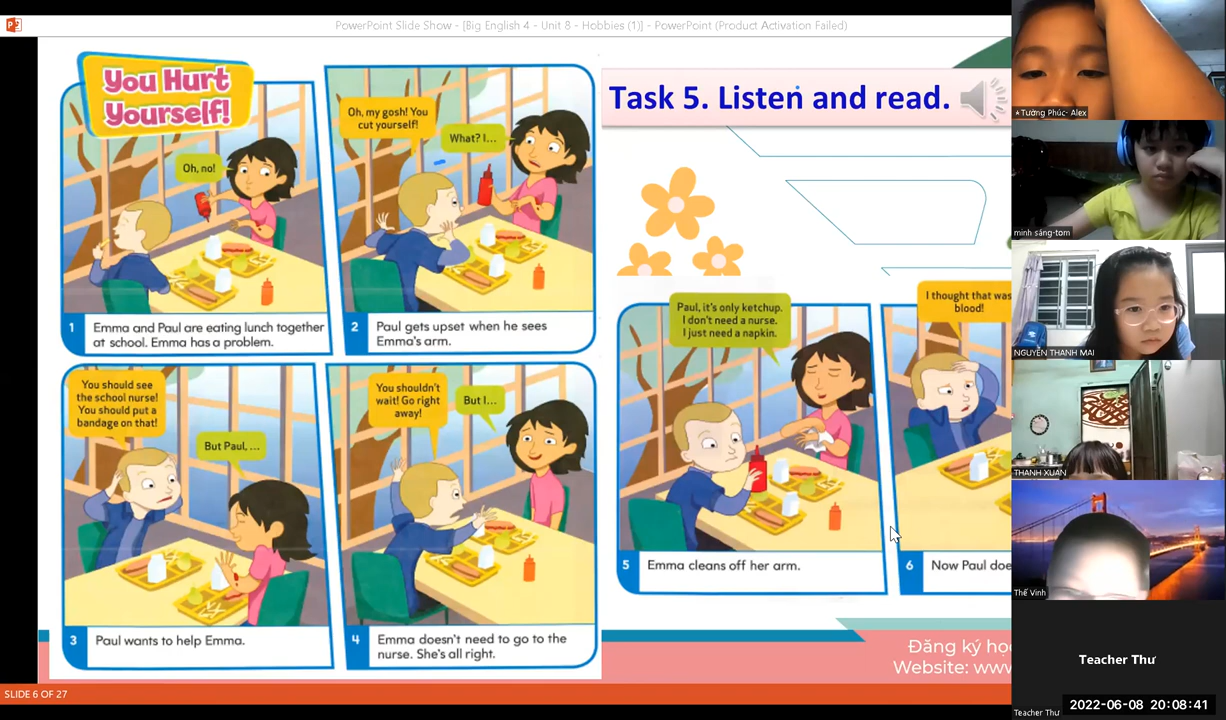 PowerPoint Slide Show - [Big English 4 - Unit 8 - Hobbies (1)] - PowerPoint (Product Activation Failed)
You Hurt
Yourself!
Oh, no!
1 Emma and Paul are eating lunch together
at school. Emma has a problem.
Oh, my gosh! You
cut yourself!
What? I...
2 Paul gets upset when he sees
Emma's arm.
You should see
the school nurse!
You should put a
bandage on that!
But Paul, ...
3 Paul wants to help Emma.
You shouldn't
wait! Go right
away!
But I...
4 Emma doesn't need to go to the
nurse. She's all right.
Task 5. Listen and read.
Paul, it's only ketchup.
I don't need a nurse.
I just need a napkin.
5 Emma cleans off her arm.
I thought that was
blood!
6 Now Paul doe
Đăng ký họ
Website: www
SLIDE 6 OF 27
Tường Phúc- Alex
minh sáng-tom
NGUYỄN THANH MAI
THANH XUAN
Thế Vinh
Teacher Thư
Teacher Thư
2022-06-08 20:08:41